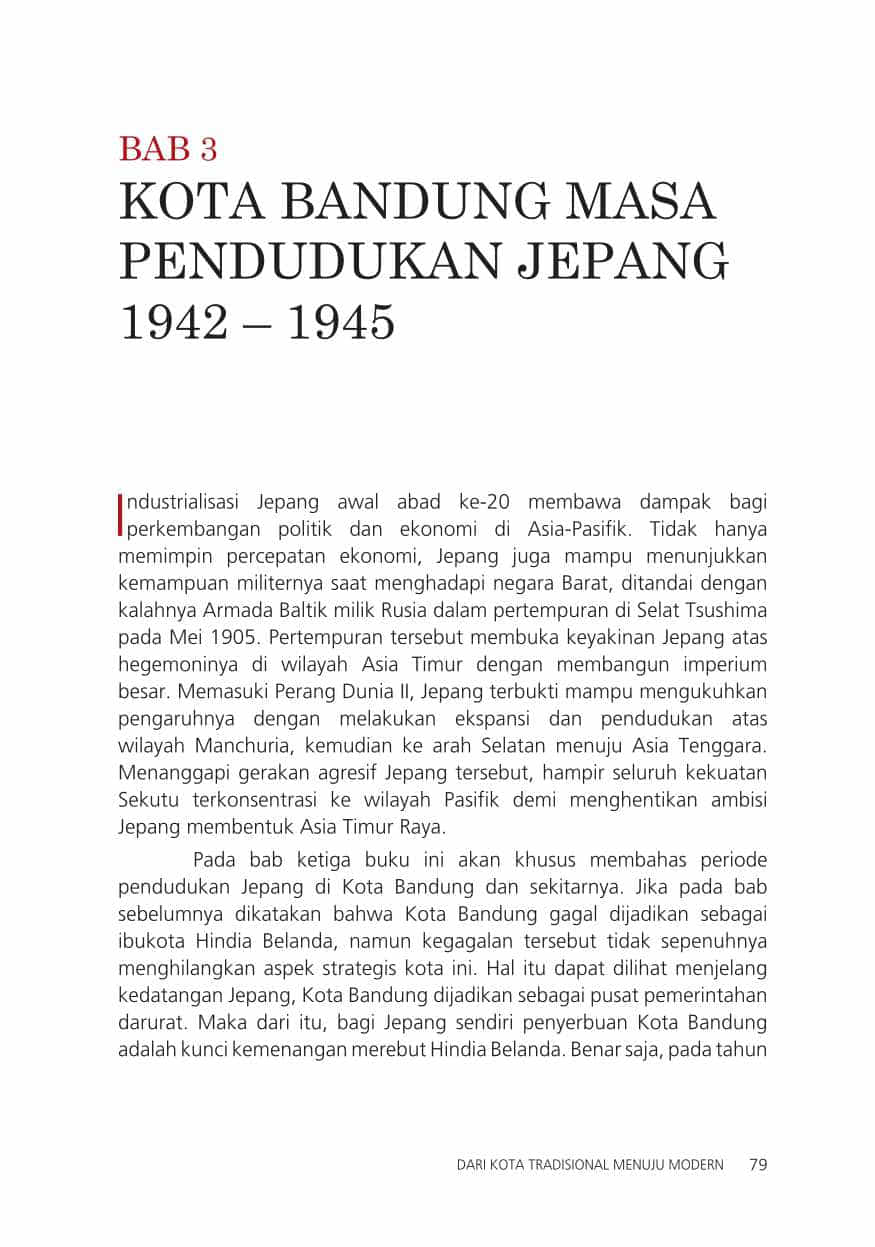 BAB 3
KOTA BANDUNG MASA
PENDUDUKAN JEPANG
1942 – 1945
Industrialisasi Jepang awal abad ke-20 membawa dampak bagi
perkembangan politik dan ekonomi di Asia-Pasifik. Tidak hanya
memimpin percepatan ekonomi, Jepang juga mampu menunjukkan
kemampuan militernya saat menghadapi negara Barat, ditandai dengan
kalahnya Armada Baltik milik Rusia dalam pertempuran di Selat Tsushima
pada Mei 1905. Pertempuran tersebut membuka keyakinan Jepang atas
hegemoninya di wilayah Asia Timur dengan membangun imperium
besar. Memasuki Perang Dunia II, Jepang terbukti mampu mengukuhkan
pengaruhnya dengan melakukan ekspansi dan pendudukan atas
wilayah Manchuria, kemudian ke arah Selatan menuju Asia Tenggara.
Menanggapi gerakan agresif Jepang tersebut, hampir seluruh kekuatan
Sekutu terkonsentrasi ke wilayah Pasifik demi menghentikan ambisi
Jepang membentuk Asia Timur Raya.
Pada bab ketiga buku ini akan khusus membahas periode
pendudukan Jepang di Kota Bandung dan sekitarnya. Jika pada bab
sebelumnya dikatakan bahwa Kota Bandung gagal dijadikan sebagai
ibukota Hindia Belanda, namun kegagalan tersebut tidak sepenuhnya
menghilangkan aspek strategis kota ini. Hal itu dapat dilihat menjelang
kedatangan Jepang, Kota Bandung dijadikan sebagai pusat pemerintahan
darurat. Maka dari itu, bagi Jepang sendiri penyerbuan Kota Bandung
adalah kunci kemenangan merebut Hindia Belanda. Benar saja, pada tahun
DARI KOTA TRADISIONAL MENUJU MODERN 79